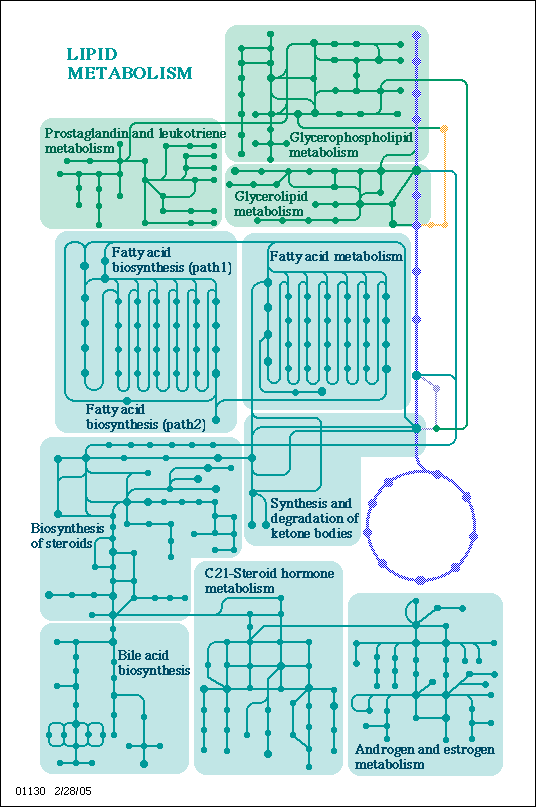 LIPID
METABOLISM
Prostaglandin and leukotriene
metabolism
Glycerophospholipid
metabolism
Glycerolipid
metabolism
Fatty acid
biosynthesis (path1)
Fatty acid metabolism
Fatty acid
biosynthesis (path2)
Biosynthesis
of steroids
Synthesis and
degradation of
ketone bodies
C21-Steroid hormone
metabolism
Bile acid
biosynthesis
Androgen and estrogen
metabolism
01130 2/28/05